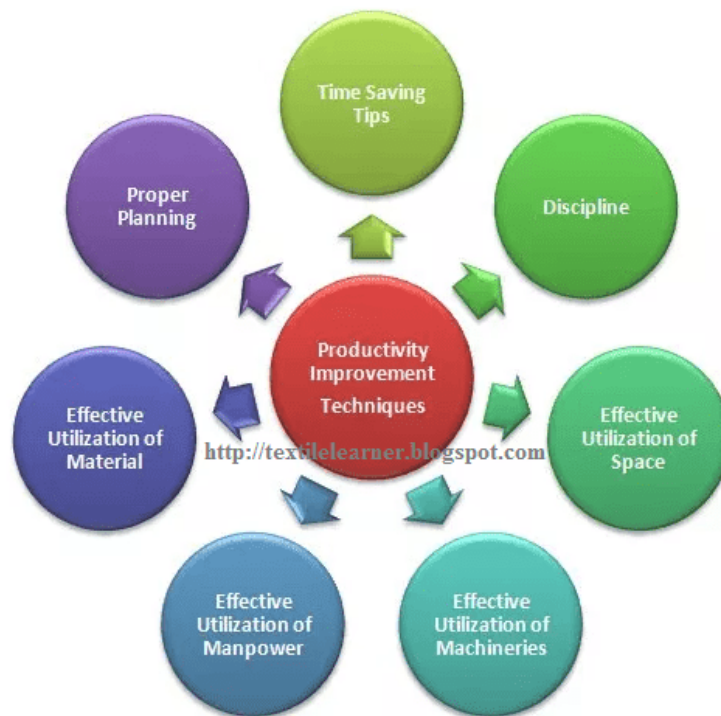 Time Saving
Tips
Discipline
Effective
Utilization of
Space
Effective
Utilization of
Machineries
Effective
Utilization of
Manpower
Effective
Utilization of
Material
Proper
Planning
Productivity
Improvement
Techniques
http://textilelearner.blogspot.com